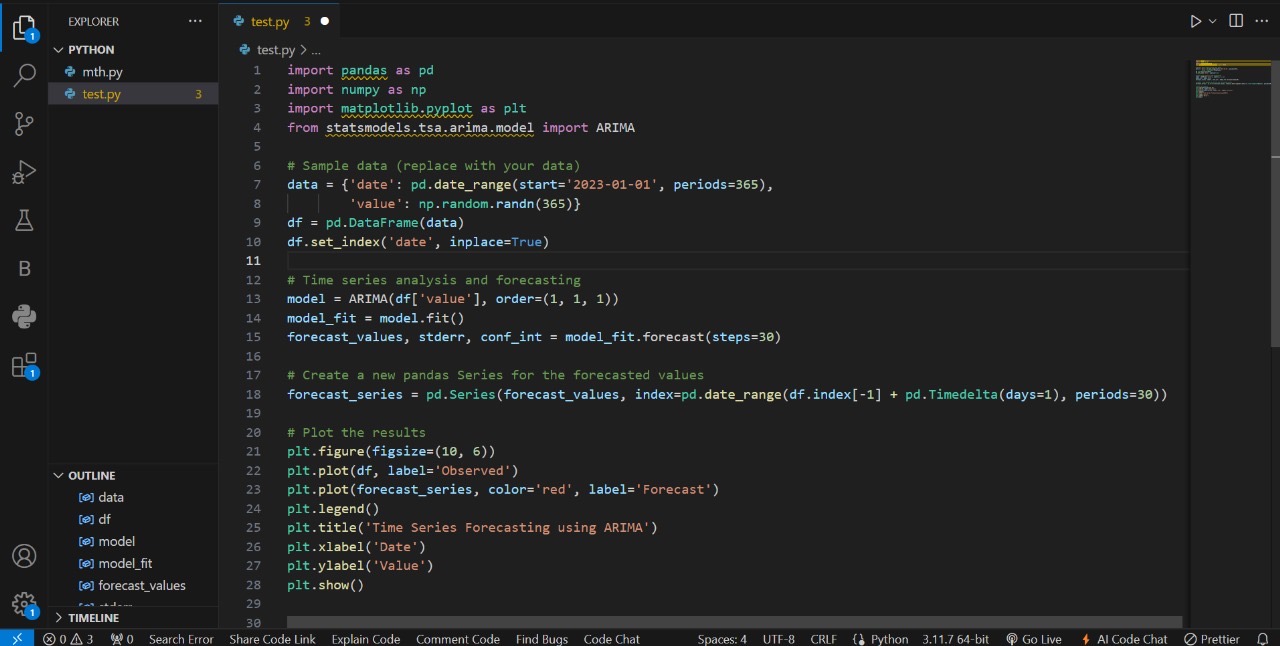 EXPLORER
···
test.py 3
PYTHON
mth.py
test.py 3
test.py > ...
1 import pandas as pd
2 import numpy as np
3 import matplotlib.pyplot as plt
4 from statsmodels.tsa.arima.model import ARIMA
5
6 # Sample data (replace with your data)
7 data = {'date': pd.date_range(start='2023-01-01', periods=365),
8         'value': np.random.randn(365)}
9 df = pd.DataFrame(data)
10 df.set_index('date', inplace=True)
11
12 # Time series analysis and forecasting
13 model = ARIMA(df['value'], order=(1, 1, 1))
14 model_fit = model.fit()
15 forecast_values, stderr, conf_int = model_fit.forecast(steps=30)
16
17 # Create a new pandas Series for the forecasted values
18 forecast_series = pd.Series(forecast_values, index=pd.date_range(df.index[-1] + pd.Timedelta(days=1), periods=30))
19
20 # Plot the results
21 plt.figure(figsize=(10, 6))
22 plt.plot(df, label='Observed')
23 plt.plot(forecast_series, color='red', label='Forecast')
24 plt.legend()
25 plt.title('Time Series Forecasting using ARIMA')
26 plt.xlabel('Date')
27 plt.ylabel('Value')
28 plt.show()
29
30
1
B
1
OUTLINE
data
df
model
model_fit
forecast_values
TIMELINE
1
0 3 0 Search Error Share Code Link Explain Code Comment Code Find Bugs Code Chat Spaces: 4 UTF-8 CRLF Python 3.11.7 64-bit Go Live AI Code Chat Prettier